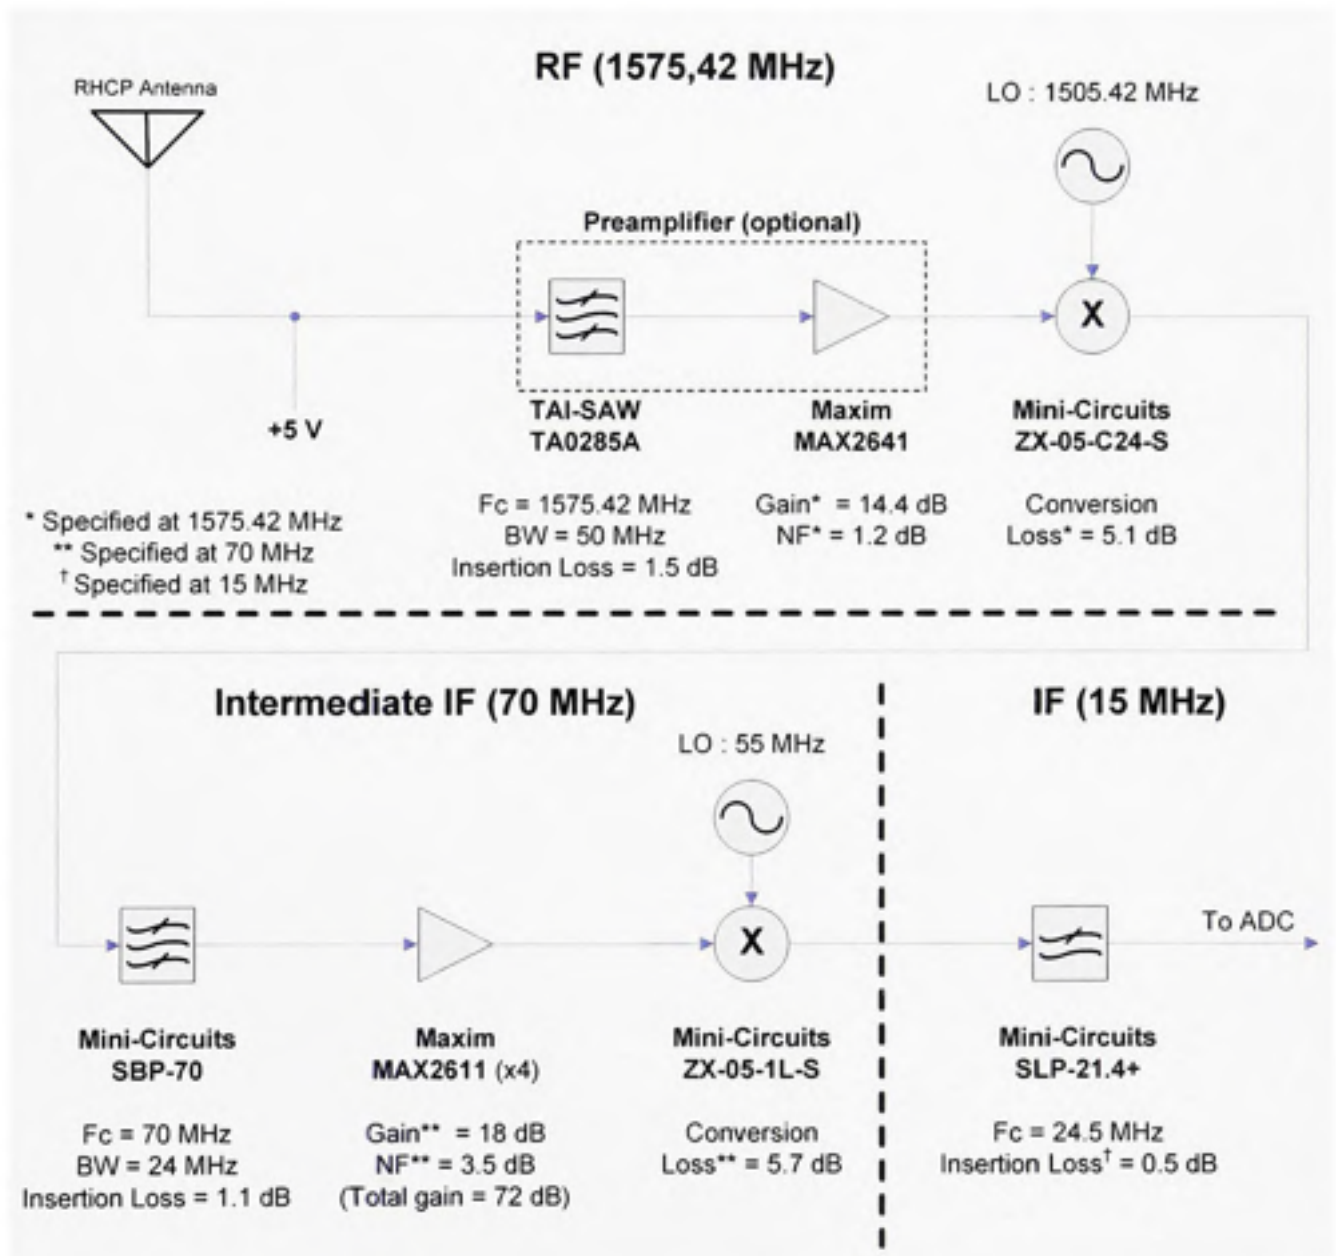 RF (1575,42 MHz)
RHCP Antenna
LO : 1505.42 MHz
Preamplifier (optional)
X
+5 V
TAI-SAW
TA0285A
Maxim
MAX2641
Mini-Circuits
ZX-05-C24-S
Fc = 1575.42 MHz
BW = 50 MHz
Insertion Loss = 1.5 dB
Gain* = 14.4 dB
NF* = 1.2 dB
Conversion
Loss* = 5.1 dB
* Specified at 1575.42 MHz
** Specified at 70 MHz
† Specified at 15 MHz
Intermediate IF (70 MHz)
IF (15 MHz)
LO : 55 MHz
X
To ADC
Mini-Circuits
SBP-70
Maxim
MAX2611 (x4)
Mini-Circuits
ZX-05-1L-S
Mini-Circuits
SLP-21.4+
Fc = 70 MHz
BW = 24 MHz
Insertion Loss = 1.1 dB
Gain** = 18 dB
NF** = 3.5 dB
(Total gain = 72 dB)
Conversion
Loss** = 5.7 dB
Fc = 24.5 MHz
Insertion Loss† = 0.5 dB